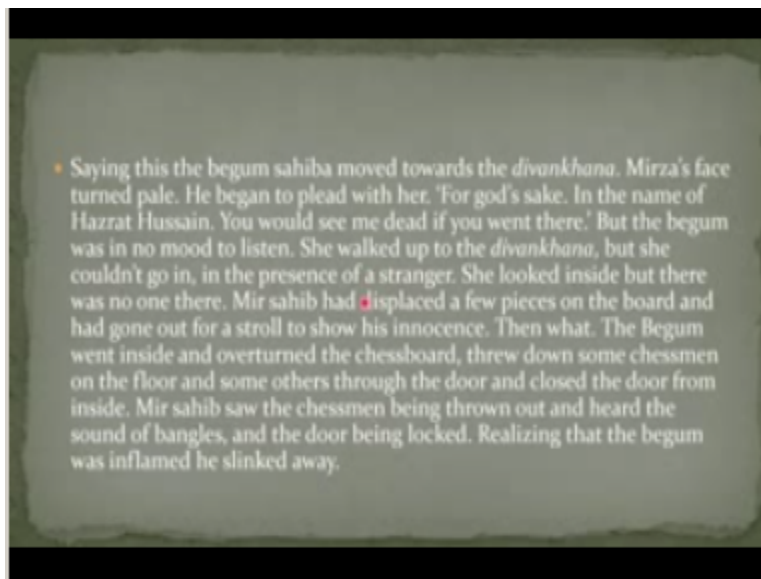 Saying this the begum sahiba moved towards the divankhana. Mirza's face
turned pale. He began to plead with her. 'For god's sake. In the name of
Hazrat Hussain. You would see me dead if you went there.' But the begum
was in no mood to listen. She walked up to the divankhana, but she
couldn't go in, in the presence of a stranger. She looked inside but there
was no one there. Mir sahib had displaced a few pieces on the board and
had gone out for a stroll to show his innocence. Then what. The Begum
went inside and overturned the chessboard, threw down some chessmen
on the floor and some others through the door and closed the door from
inside. Mir sahib saw the chessmen being thrown out and heard the
sound of bangles, and the door being locked. Realizing that the begum
was inflamed he slinked away.